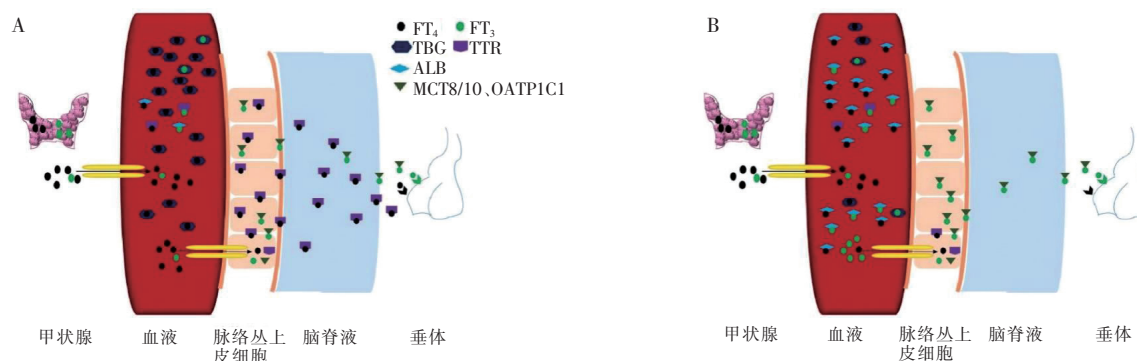 A
FT₄ FT₃
TBG TTR
ALB
MCT8/10、OATP1C1
甲状腺 血液 脉络丛上皮细胞 脑脊液 垂体
B
甲状腺 血液 脉络丛上皮细胞 脑脊液 垂体